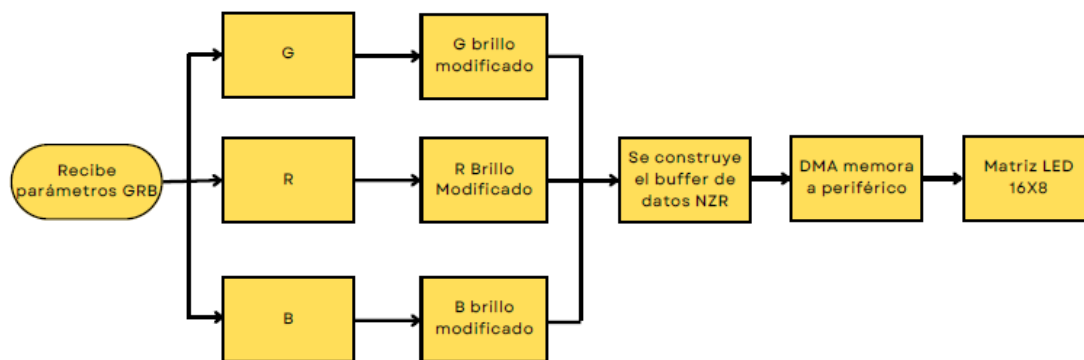 Recibe
parámetros GRB
G
G brillo
modificado
R
R Brillo
Modificado
B
B brillo
modificado
Se construye
el buffer de
datos NZR
DMA memora
a periférico
Matriz LED
16X8